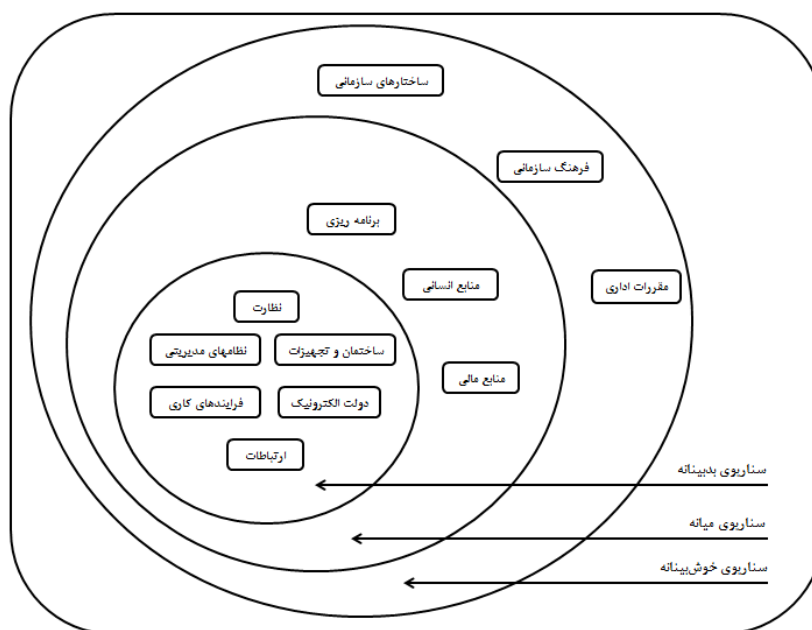 ساختارهای سازمانی
فرهنگ سازمانی
برنامه ریزی
منابع انسانی
مقررات اداری
نظارت
ساختمان و تجهیزات
نظامهای مدیریتی
منابع مالی
دولت الکترونیک
فرایندهای کاری
ارتباطات
سناریوی بدبینانه
سناریوی میانه
سناریوی خوش‌بینانه